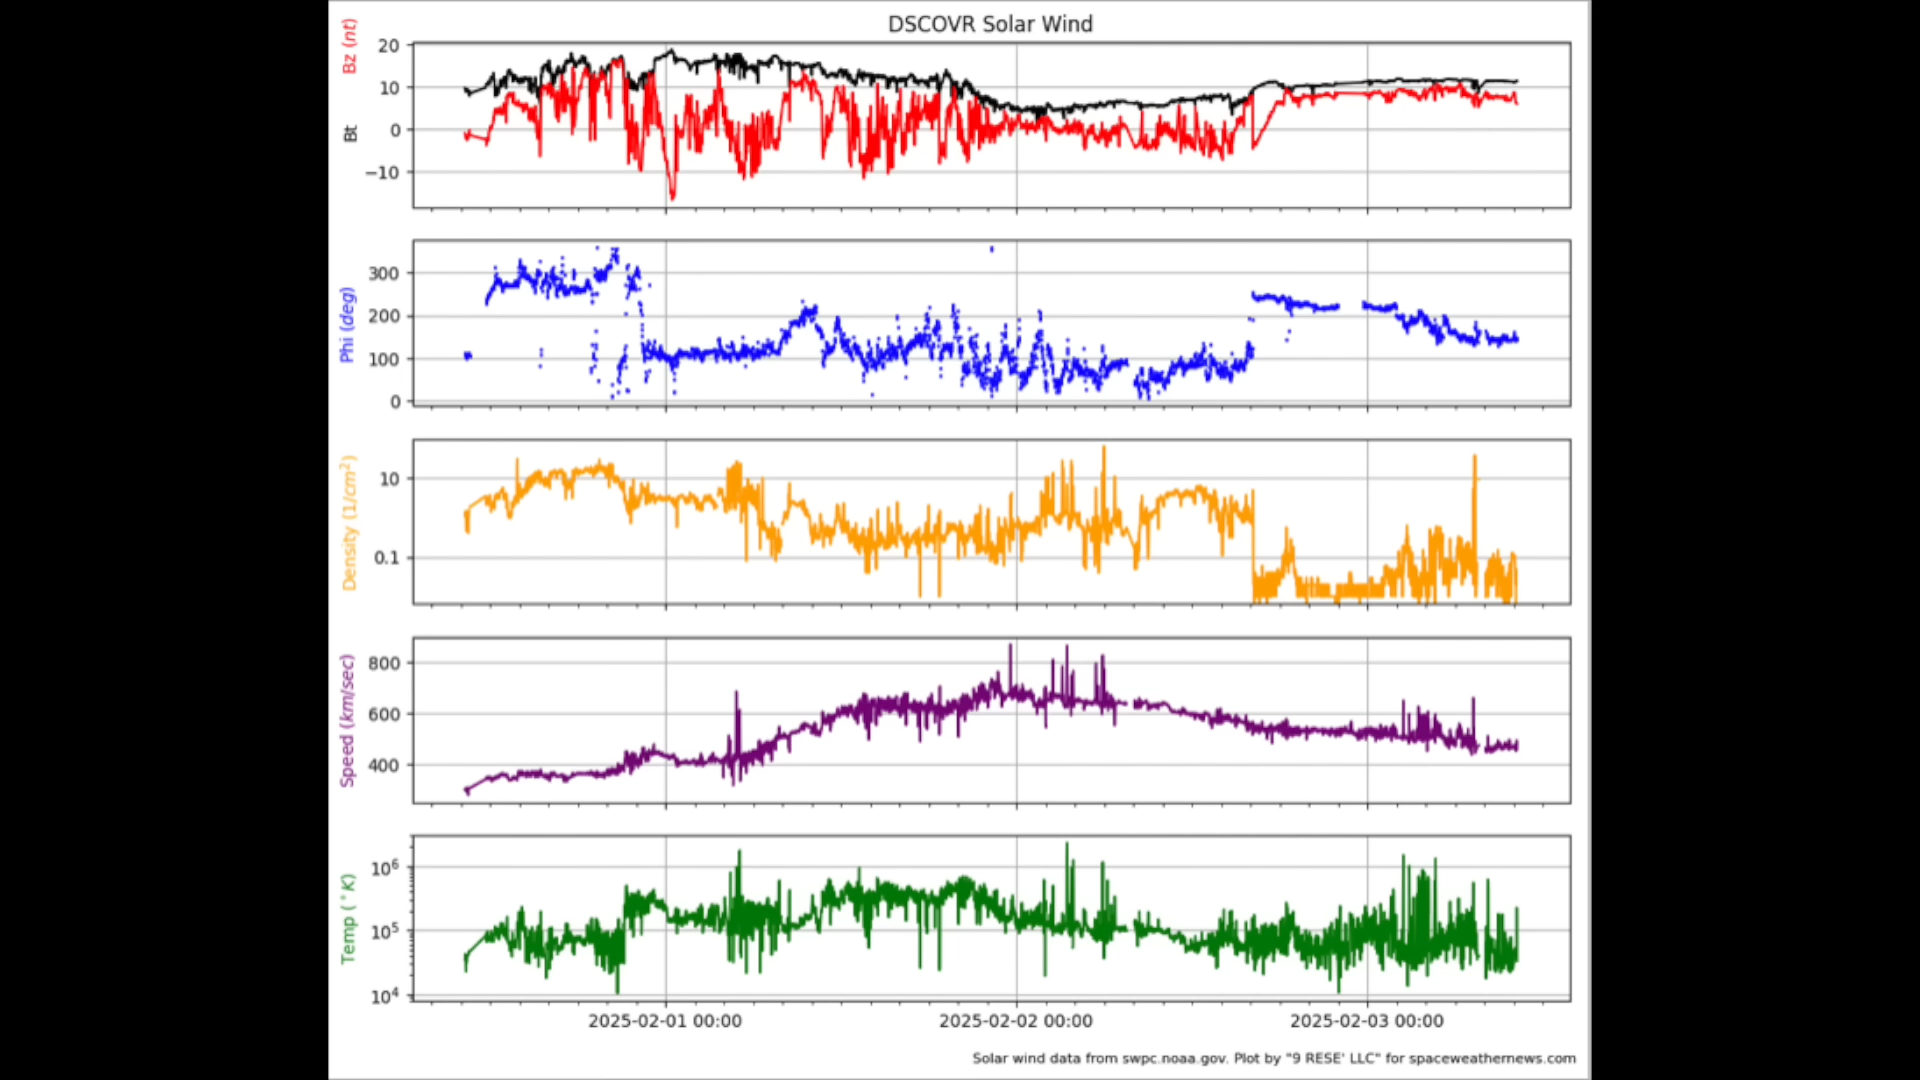 DSCOVR Solar Wind
Bt Bz (nt)
20
10
0
−10
Phi (deg)
300
200
100
0
Density (1/cm²)
10
0.1
Speed (km/sec)
800
600
400
Temp (°K)
10⁶
10⁵
10⁴
2025-02-01 00:00 2025-02-02 00:00 2025-02-03 00:00
Solar wind data from swpc.noaa.gov. Plot by "9 RESE' LLC" for spaceweathernews.com